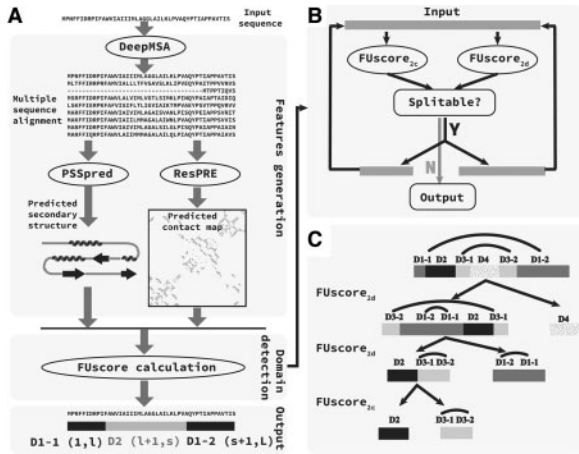 A
Input
sequence
DeepMSA
Multiple
sequence
alignment
Features generation
PSSpred
ResPRE
Predicted
secondary
structure
Predicted
contact map
Domain
detection
FUscore calculation
Output
D1-1 (1,l) D2 (l+1,s) D1-2 (s+1,L)
B
Input
FUscore2c
FUscore2d
Splitable?
Y
N
Output
C
D1-1 D2 D3-1 D4 D3-2 D1-2
FUscore2d
D3-2 D1-2 D1-1 D2 D3-1
D4
FUscore2d
D2 D3-1 D3-2
D1-2 D1-1
FUscore2c
D2
D3-1 D3-2